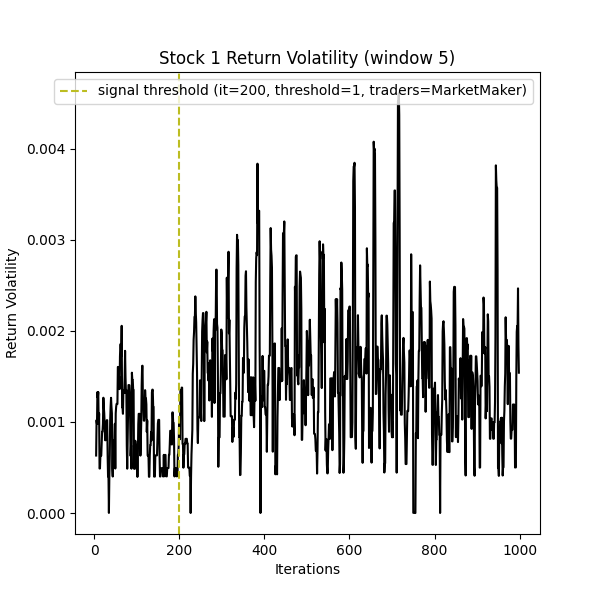 Stock 1 Return Volatility (window 5)
signal threshold (it=200, threshold=1, traders=MarketMaker)
0.004
0.003
0.002
0.001
0.000
Return Volatility
0 200 400 600 800 1000
Iterations